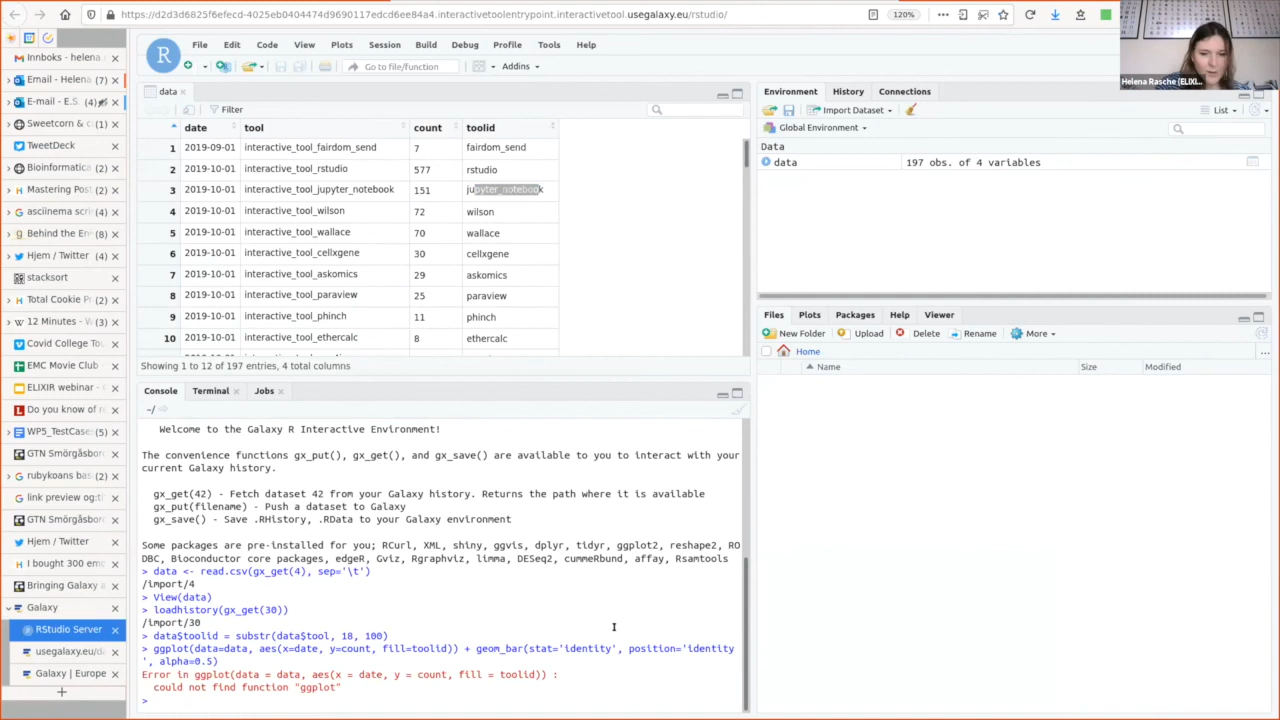 https://d2d3d6825f6efecd-4025eb0404474d9690117edcd6ee84a4.interactivetoolentrypoint.interactivetool.usegalaxy.eu/rstudio/
120%
Helena Rasche (ELIXI...
Innboks - helena.
Email - Helena (7)
E-mail - E.S. (4)
Sweetcorn & c (1)
TweetDeck
Bioinformatica (1)
Mastering Post
asciinema scri
Behind the En (8)
Hjem / Twitter (4)
stacksort
Total Cookie P (2)
12 Minutes - W (3)
Covid College Tou
EMC Movie Club
ELIXIR webinar - G
Do you know of r
WP5_TestCase (5)
GTN Smörgåsbor
rubykoans bas (2)
link preview og:ti
GTN Smörgåsbor
Hjem / Twitter
I bought 300 emo
Bringing Galaxy a
Galaxy (3)
RStudio Server
usegalaxy.eu/da
Galaxy | Europe
R
File Edit Code View Plots Session Build Debug Profile Tools Help
Go to file/function
Addins
data
Filter
date tool count toolid
1 2019-09-01 interactive_tool_fairdom_send 7 fairdom_send
2 2019-10-01 interactive_tool_rstudio 577 rstudio
3 2019-10-01 interactive_tool_jupyter_notebook 151 jupyter_notebook
4 2019-10-01 interactive_tool_wilson 72 wilson
5 2019-10-01 interactive_tool_wallace 70 wallace
6 2019-10-01 interactive_tool_cellxgene 30 cellxgene
7 2019-10-01 interactive_tool_askomics 29 askomics
8 2019-10-01 interactive_tool_paraview 25 paraview
9 2019-10-01 interactive_tool_phinch 11 phinch
10 2019-10-01 interactive_tool_ethercalc 8 ethercalc
Showing 1 to 12 of 197 entries, 4 total columns
Console Terminal Jobs
~/
Welcome to the Galaxy R Interactive Environment!
The convenience functions gx_put(), gx_get(), and gx_save() are available to you to interact with your
current Galaxy history.
gx_get(42) - Fetch dataset 42 from your Galaxy history. Returns the path where it is available
gx_put(filename) - Push a dataset to Galaxy
gx_save() - Save .RHistory, .RData to your Galaxy environment
Some packages are pre-installed for you; RCurl, XML, shiny, ggvis, dplyr, tidyr, ggplot2, reshape2, RO
DBC, Bioconductor core packages, edgeR, Gviz, Rgraphviz, limma, DESeq2, cummeRbund, affay, Rsamtools
> data <- read.csv(gx_get(4), sep='\t')
/import/4
> View(data)
> loadhistory(gx_get(30))
/import/30
> data$toolid = substr(data$tool, 18, 100)
> ggplot(data=data, aes(x=date, y=count, fill=toolid)) + geom_bar(stat='identity', position='identity
', alpha=0.5)
Error in ggplot(data = data, aes(x = date, y = count, fill = toolid)) :
could not find function "ggplot"
>
Environment History Connections
Import Dataset
List
Global Environment
Data
data 197 obs. of 4 variables
Files Plots Packages Help Viewer
New Folder Upload Delete Rename More
Home
...
Name Size Modified